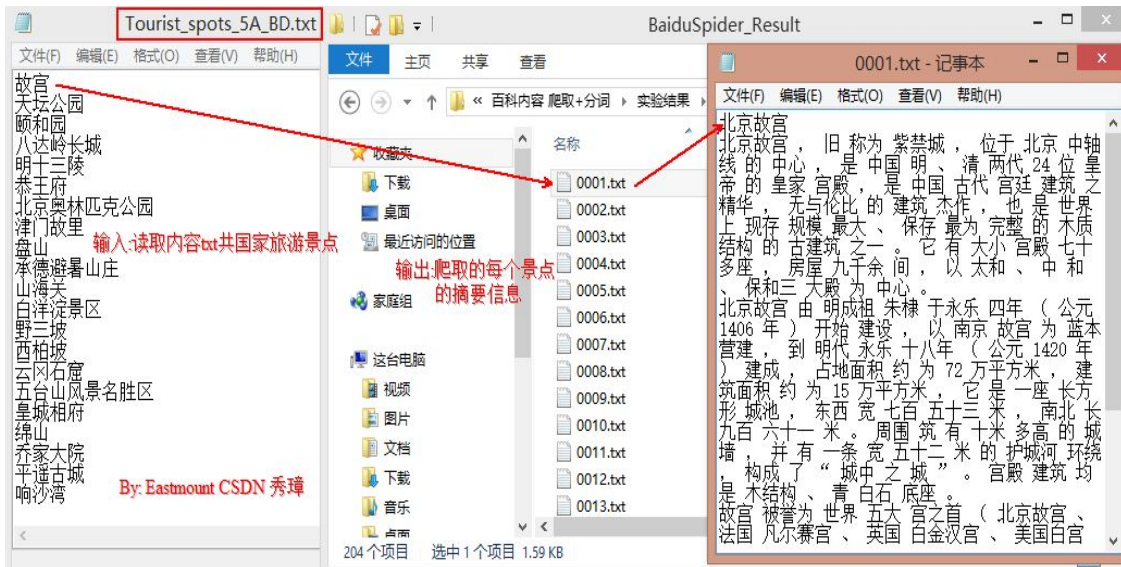 Tourist_spots_5A_BD.txt
文件(F) 编辑(E) 格式(O) 查看(V) 帮助(H)
故宫
天坛公园
颐和园
八达岭长城
明十三陵
恭王府
北京奥林匹克公园
津门故里
盘山
承德避暑山庄
山海关
白洋淀景区
野三坡
西柏坡
云冈石窟
五台山风景名胜区
皇城相府
绵山
乔家大院
平遥古城
响沙湾
输入:读取内容txt共国家旅游景点
By: Eastmount CSDN 秀璋
BaiduSpider_Result
文件 主页 共享 查看
« 百科内容 爬取+分词 实验结果
收藏夹
下载
桌面
最近访问的位置
家庭组
这台电脑
视频
图片
文档
下载
音乐
桌面
名称
0001.txt
0002.txt
0003.txt
0004.txt
0005.txt
0006.txt
0007.txt
0008.txt
0009.txt
0010.txt
0011.txt
0012.txt
0013.txt
输出:爬取的每个景点
的摘要信息
204 个项目 选中 1 个项目 1.59 KB
0001.txt - 记事本
文件(F) 编辑(E) 格式(O) 查看(V) 帮助(H)
北京故宫
北京故宫 ， 旧 称为 紫禁城 ， 位于 北京 中轴
线 的 中心 ， 是 中国 明 、 清 两代 24 位 皇
帝 的 皇家 宫殿 ， 是 中国 古代 宫廷 建筑 之
精华 ， 无与伦比 的 建筑 杰作 ， 也 是 世界
上 现存 规模 最大 、 保存 最为 完整 的 木质
结构 的 古建筑 之一 。 它 有 大小 宫殿 七十
多座 ， 房屋 九千余 间 ， 以 太和 、 中 和
、 保和三 大殿 为 中心 。
北京故宫 由 明成祖 朱棣 于永乐 四年 （ 公元
1406 年 ） 开始 建设 ， 以 南京 故宫 为 蓝本
营建 ， 到 明代 永乐 十八年 （ 公元 1420 年
） 建成 ， 占地面积 约 为 72 万平方米 ， 建
筑面积 约 为 15 万平方米 ， 它 是 一座 长方
形 城池 ， 东西 宽 七百 五十三 米 ， 南北 长
九百 六十一 米 。 周围 筑 有 十米 多高 的 城
墙 ， 并 有 一条 宽 五十二 米 的 护城河 环绕
， 构成 了 “ 城中 之 城 ” 。 宫殿 建筑 均
是 木结构 、 青 白石 底座 。
故宫 被誉为 世界 五大 宫之首 （ 北京故宫 、
法国 凡尔赛宫 、 英国 白金汉宫 、 美国白宫